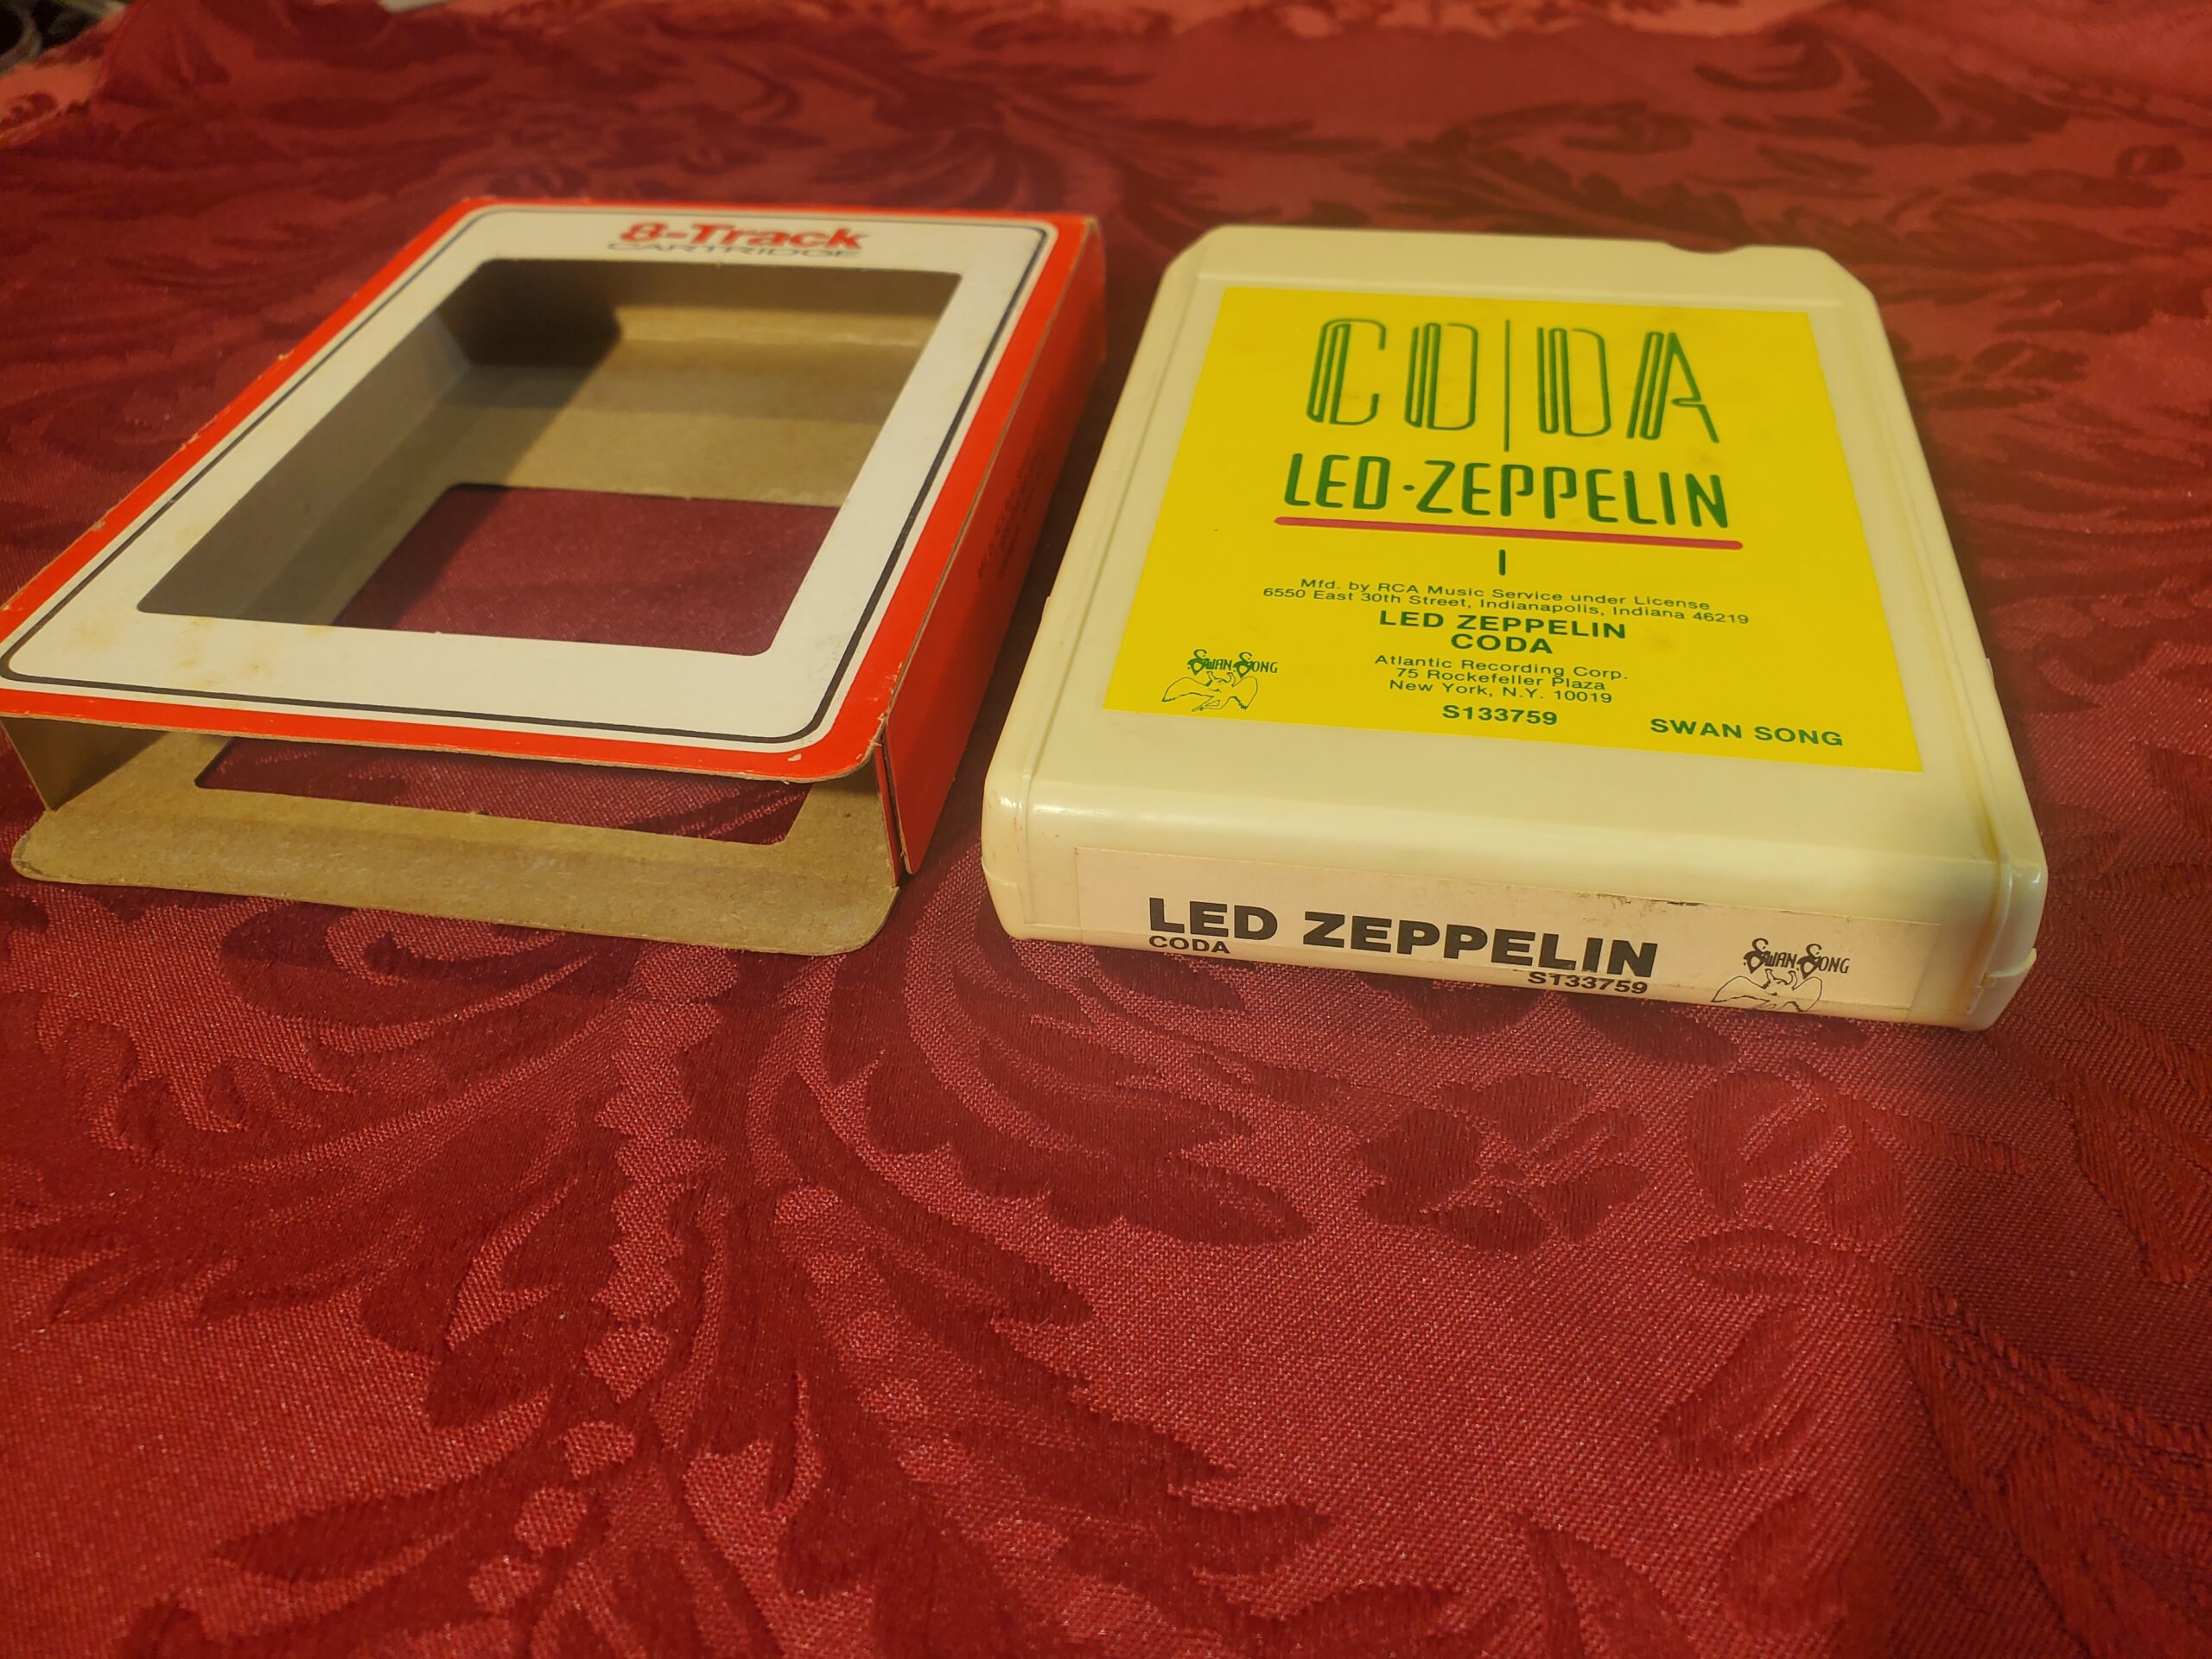 8-Track
CARTRIDGE
CODA
LED·ZEPPELIN
I
Mfd. by RCA Music Service under License
6550 East 30th Street, Indianapolis, Indiana 46219
LED ZEPPELIN
CODA
Atlantic Recording Corp.
75 Rockefeller Plaza
New York, N.Y. 10019
S133759
SWAN SONG
SWAN SONG
LED ZEPPELIN
CODA
S133759
SWAN SONG